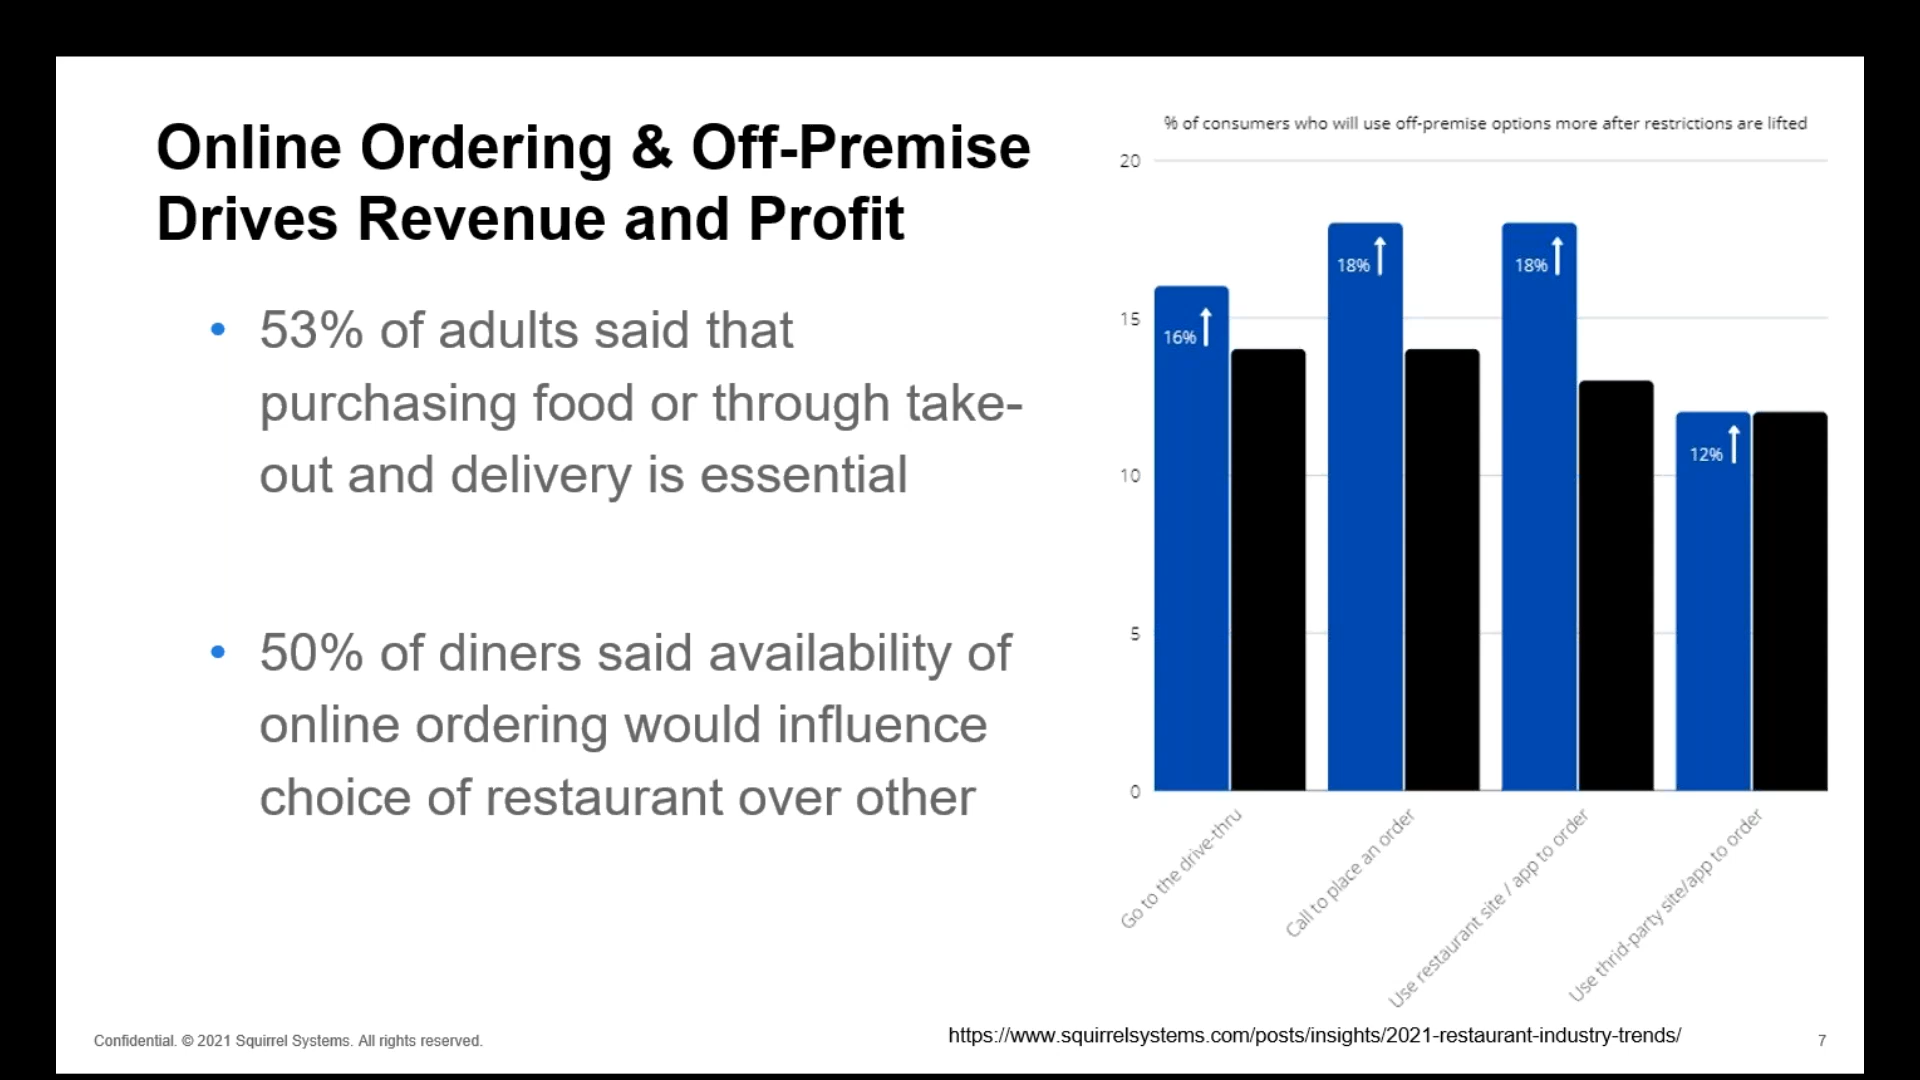 Online Ordering & Off-Premise
Drives Revenue and Profit
• 53% of adults said that
purchasing food or through take-
out and delivery is essential
• 50% of diners said availability of
online ordering would influence
choice of restaurant over other
% of consumers who will use off-premise options more after restrictions are lifted
20
15
10
5
0
16%
18%
18%
12%
Go to the drive-thru
Call to place an order
Use restaurant site / app to order
Use thrid-party site/app to order
Confidential. © 2021 Squirrel Systems. All rights reserved.
https://www.squirrelsystems.com/posts/insights/2021-restaurant-industry-trends/
7